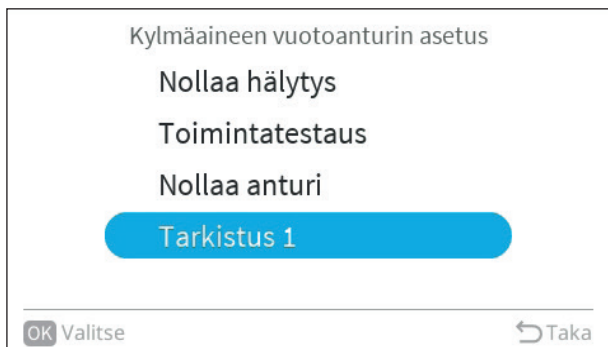 Kylmäaineen vuotoanturin asetus
Nollaa hälytys
Toimintatestaus
Nollaa anturi
Tarkistus 1
OK Valitse
Taka